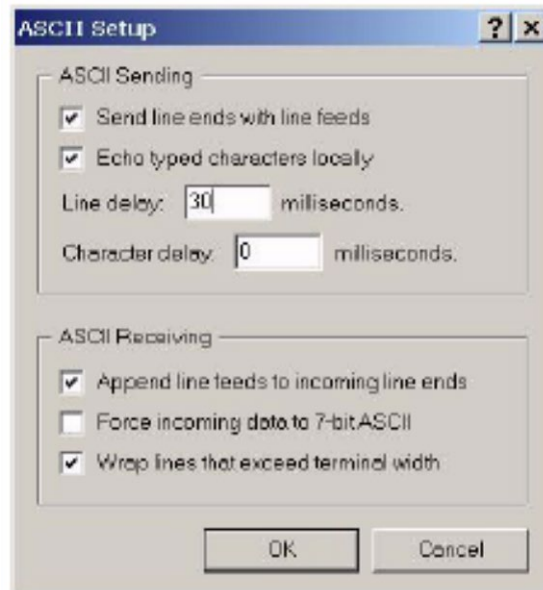 ASCII Setup ? ×
ASCII Sending
Send line ends with line feeds
Echo typed characters locally
Line delay: 30 milliseconds.
Character delay: 0 milliseconds.
ASCII Receiving
Append line feeds to incoming line ends
Force incoming data to 7-bit ASCII
Wrap lines that exceed terminal width
OK Cancel